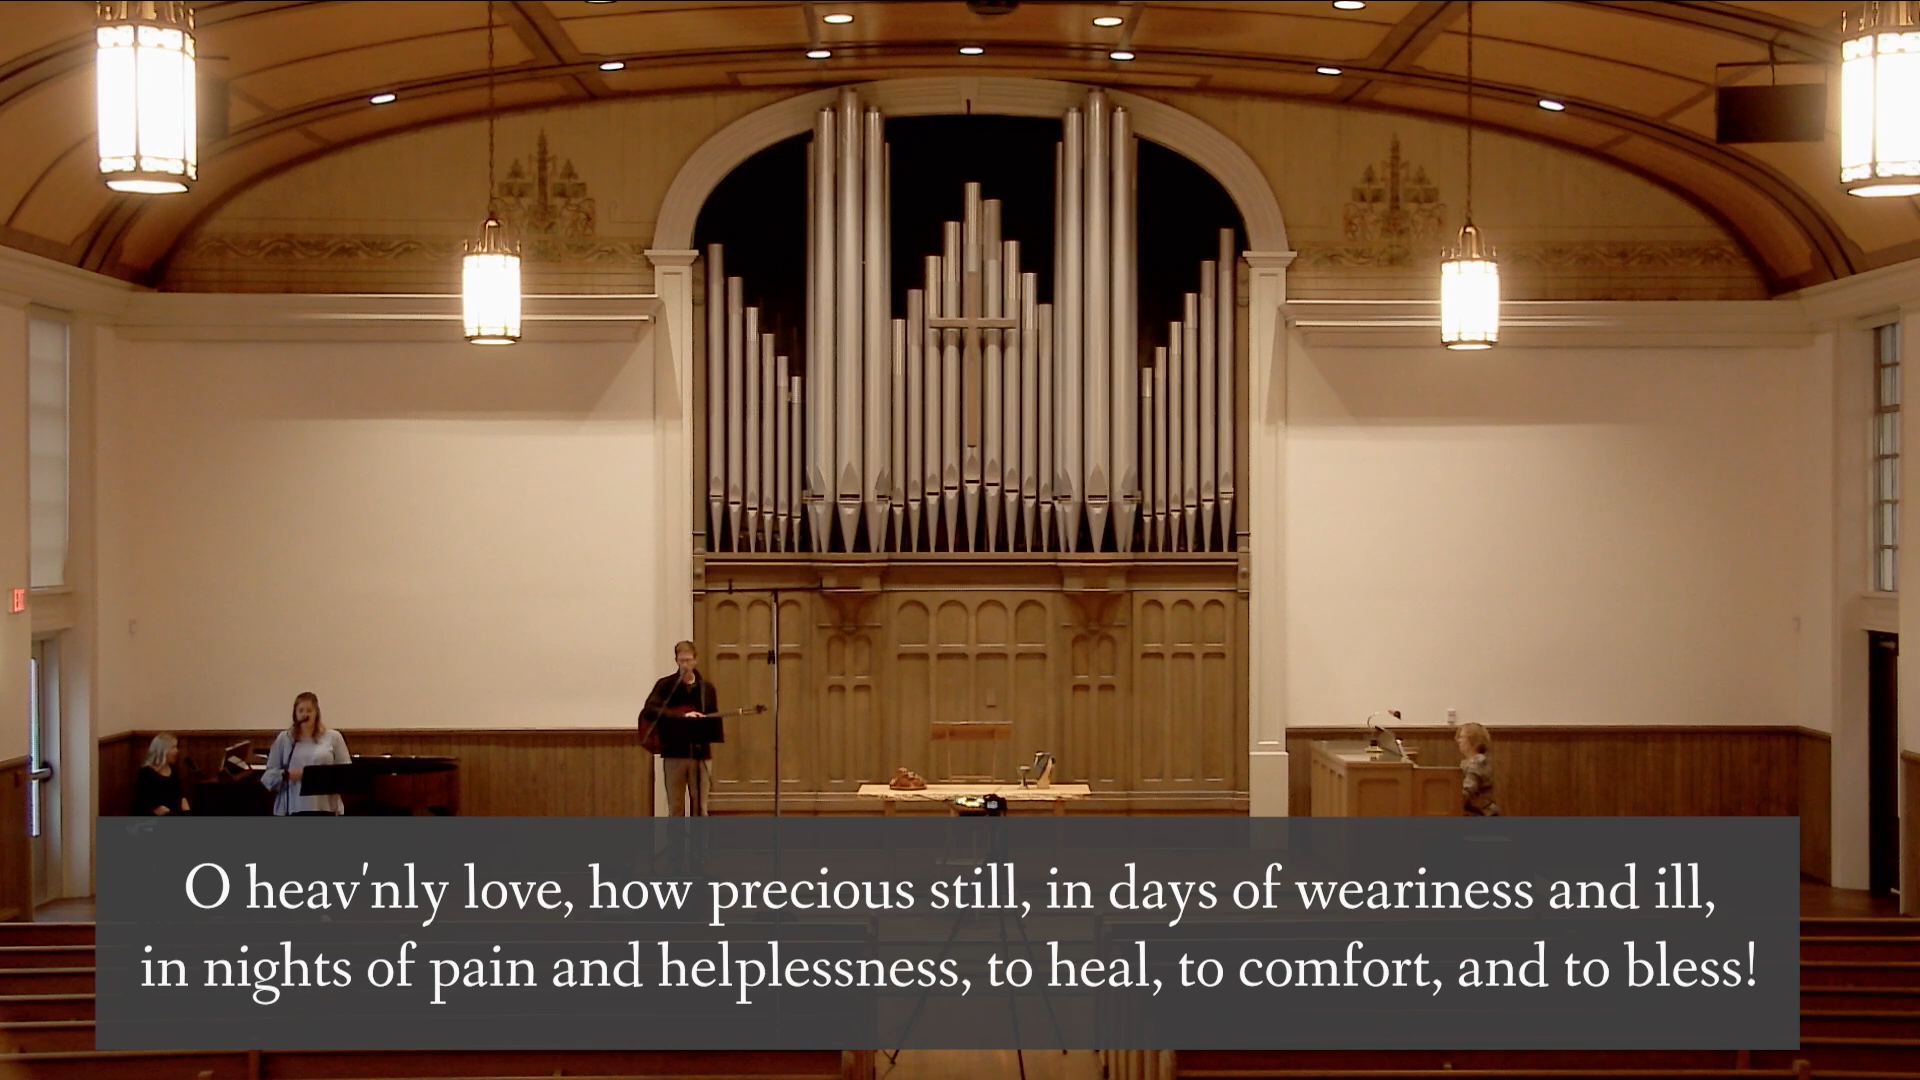 EXIT
O heav'nly love, how precious still, in days of weariness and ill,
in nights of pain and helplessness, to heal, to comfort, and to bless!